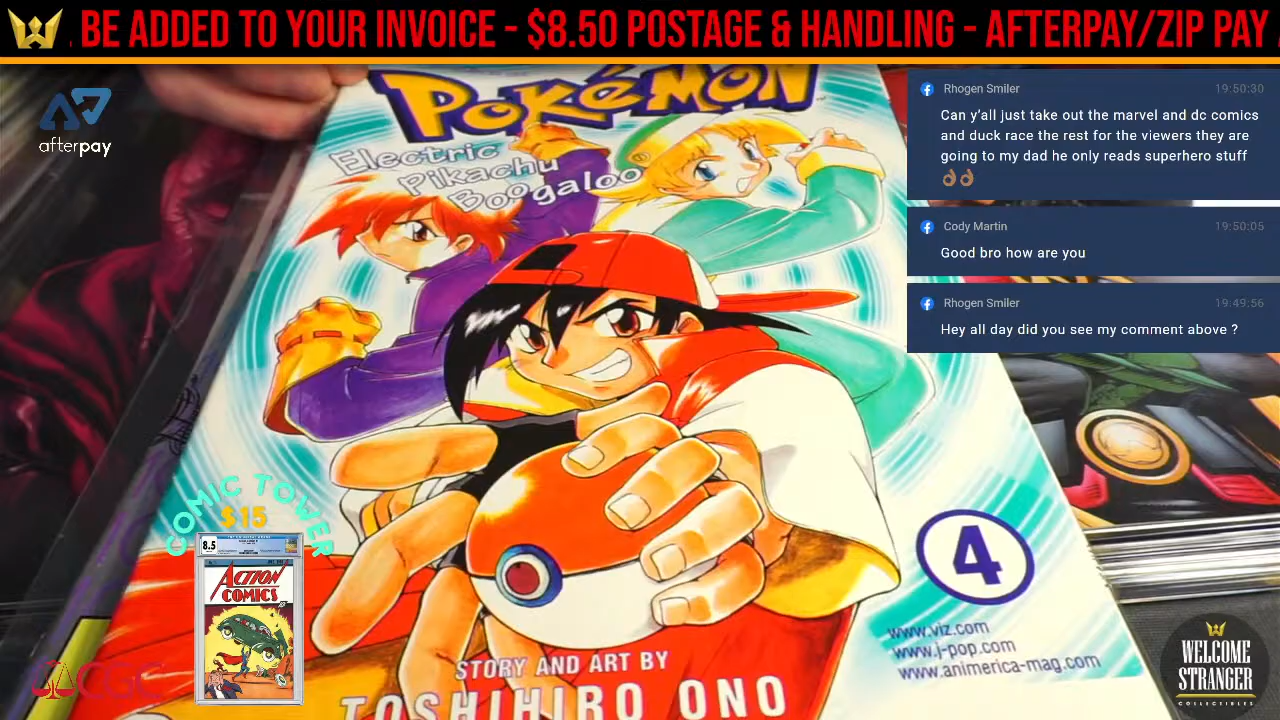 BE ADDED TO YOUR INVOICE - $8.50 POSTAGE & HANDLING - AFTERPAY/ZIP PAY
afterpay
POKéMON
Electric
Pikachu
Boogaloo
Rhogen Smiler 19:50:30
Can y'all just take out the marvel and dc comics
and duck race the rest for the viewers they are
going to my dad he only reads superhero stuff
👌🏾👌🏾
Cody Martin 19:50:05
Good bro how are you
Rhogen Smiler 19:49:56
Hey all day did you see my comment above ?
COMIC TOWER
$15
8.5
ACTION
COMICS
CGC
4
www.viz.com
www.j-pop.com
www.animerica-mag.com
STORY AND ART BY
TOSHIHIRO ONO
WELCOME
STRANGER
COLLECTIBLES